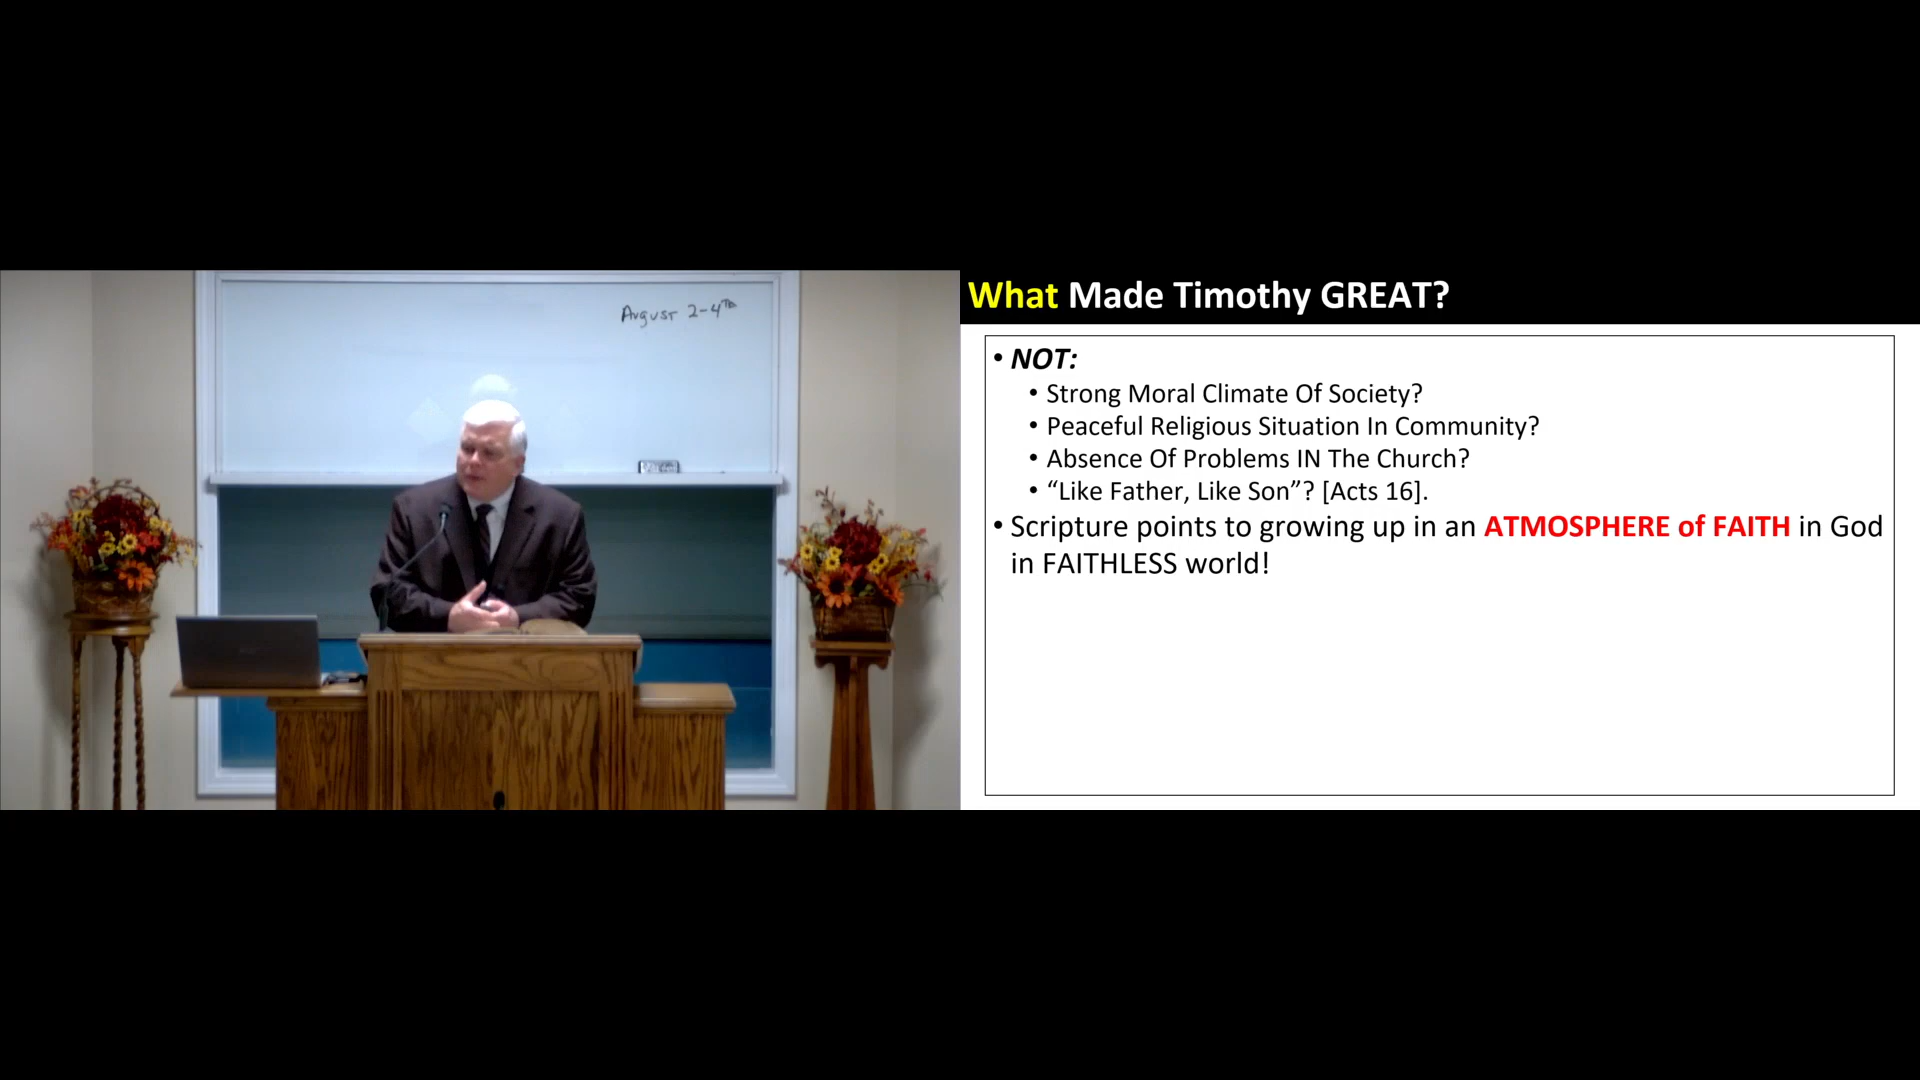 August 2-4TH
What Made Timothy GREAT?
• NOT:
• Strong Moral Climate Of Society?
• Peaceful Religious Situation In Community?
• Absence Of Problems IN The Church?
• “Like Father, Like Son”? [Acts 16].
• Scripture points to growing up in an ATMOSPHERE of FAITH in God
in FAITHLESS world!